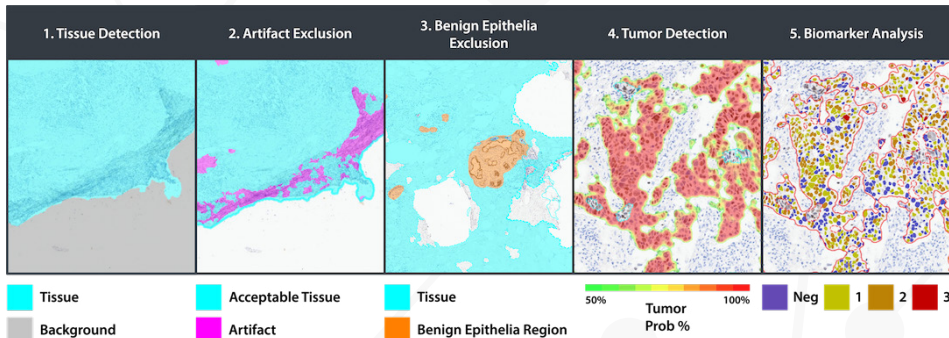 1. Tissue Detection
2. Artifact Exclusion
3. Benign Epithelia
Exclusion
4. Tumor Detection
5. Biomarker Analysis
Tissue
Background
Acceptable Tissue
Artifact
Tissue
Benign Epithelia Region
50%
100%
Tumor
Prob %
Neg
1
2
3